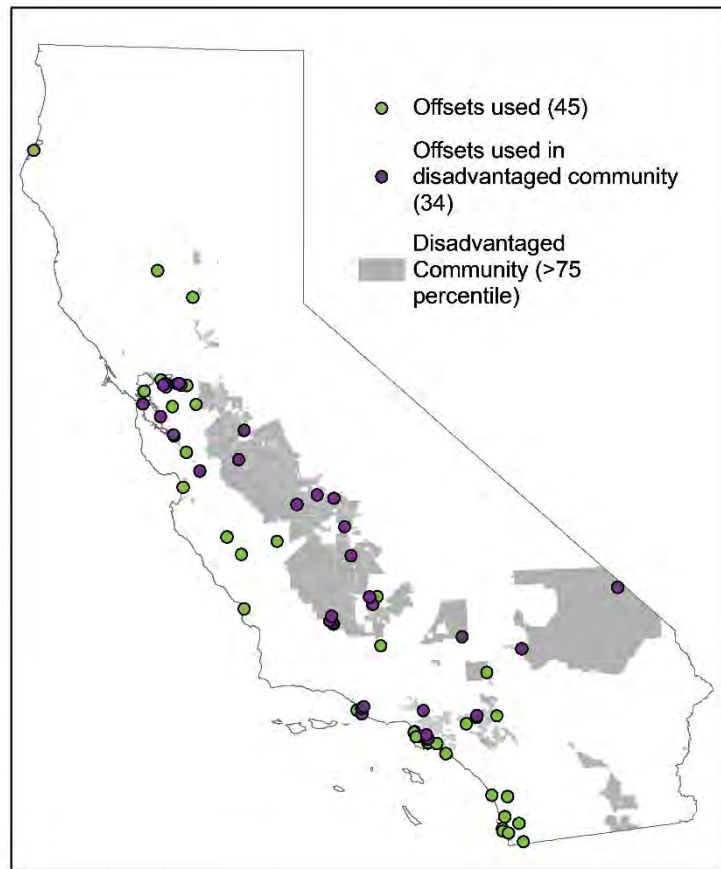 Offsets used (45)
Offsets used in
disadvantaged community
(34)
Disadvantaged
Community (>75
percentile)